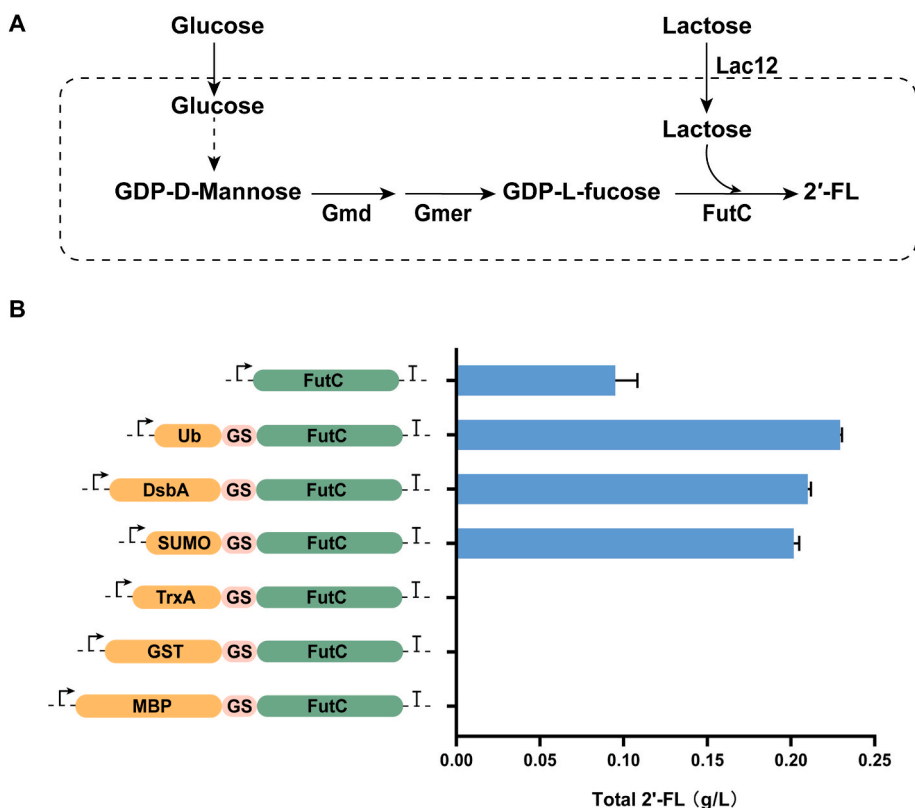 A
Glucose
Lactose
Lac12
Glucose
Lactose
GDP-D-Mannose
GDP-L-fucose
2′-FL
Gmd
Gmer
FutC
B
FutC
Ub GS FutC
DsbA GS FutC
SUMO GS FutC
TrxA GS FutC
GST GS FutC
MBP GS FutC
0.00 0.05 0.10 0.15 0.20 0.25
Total 2′-FL (g/L)